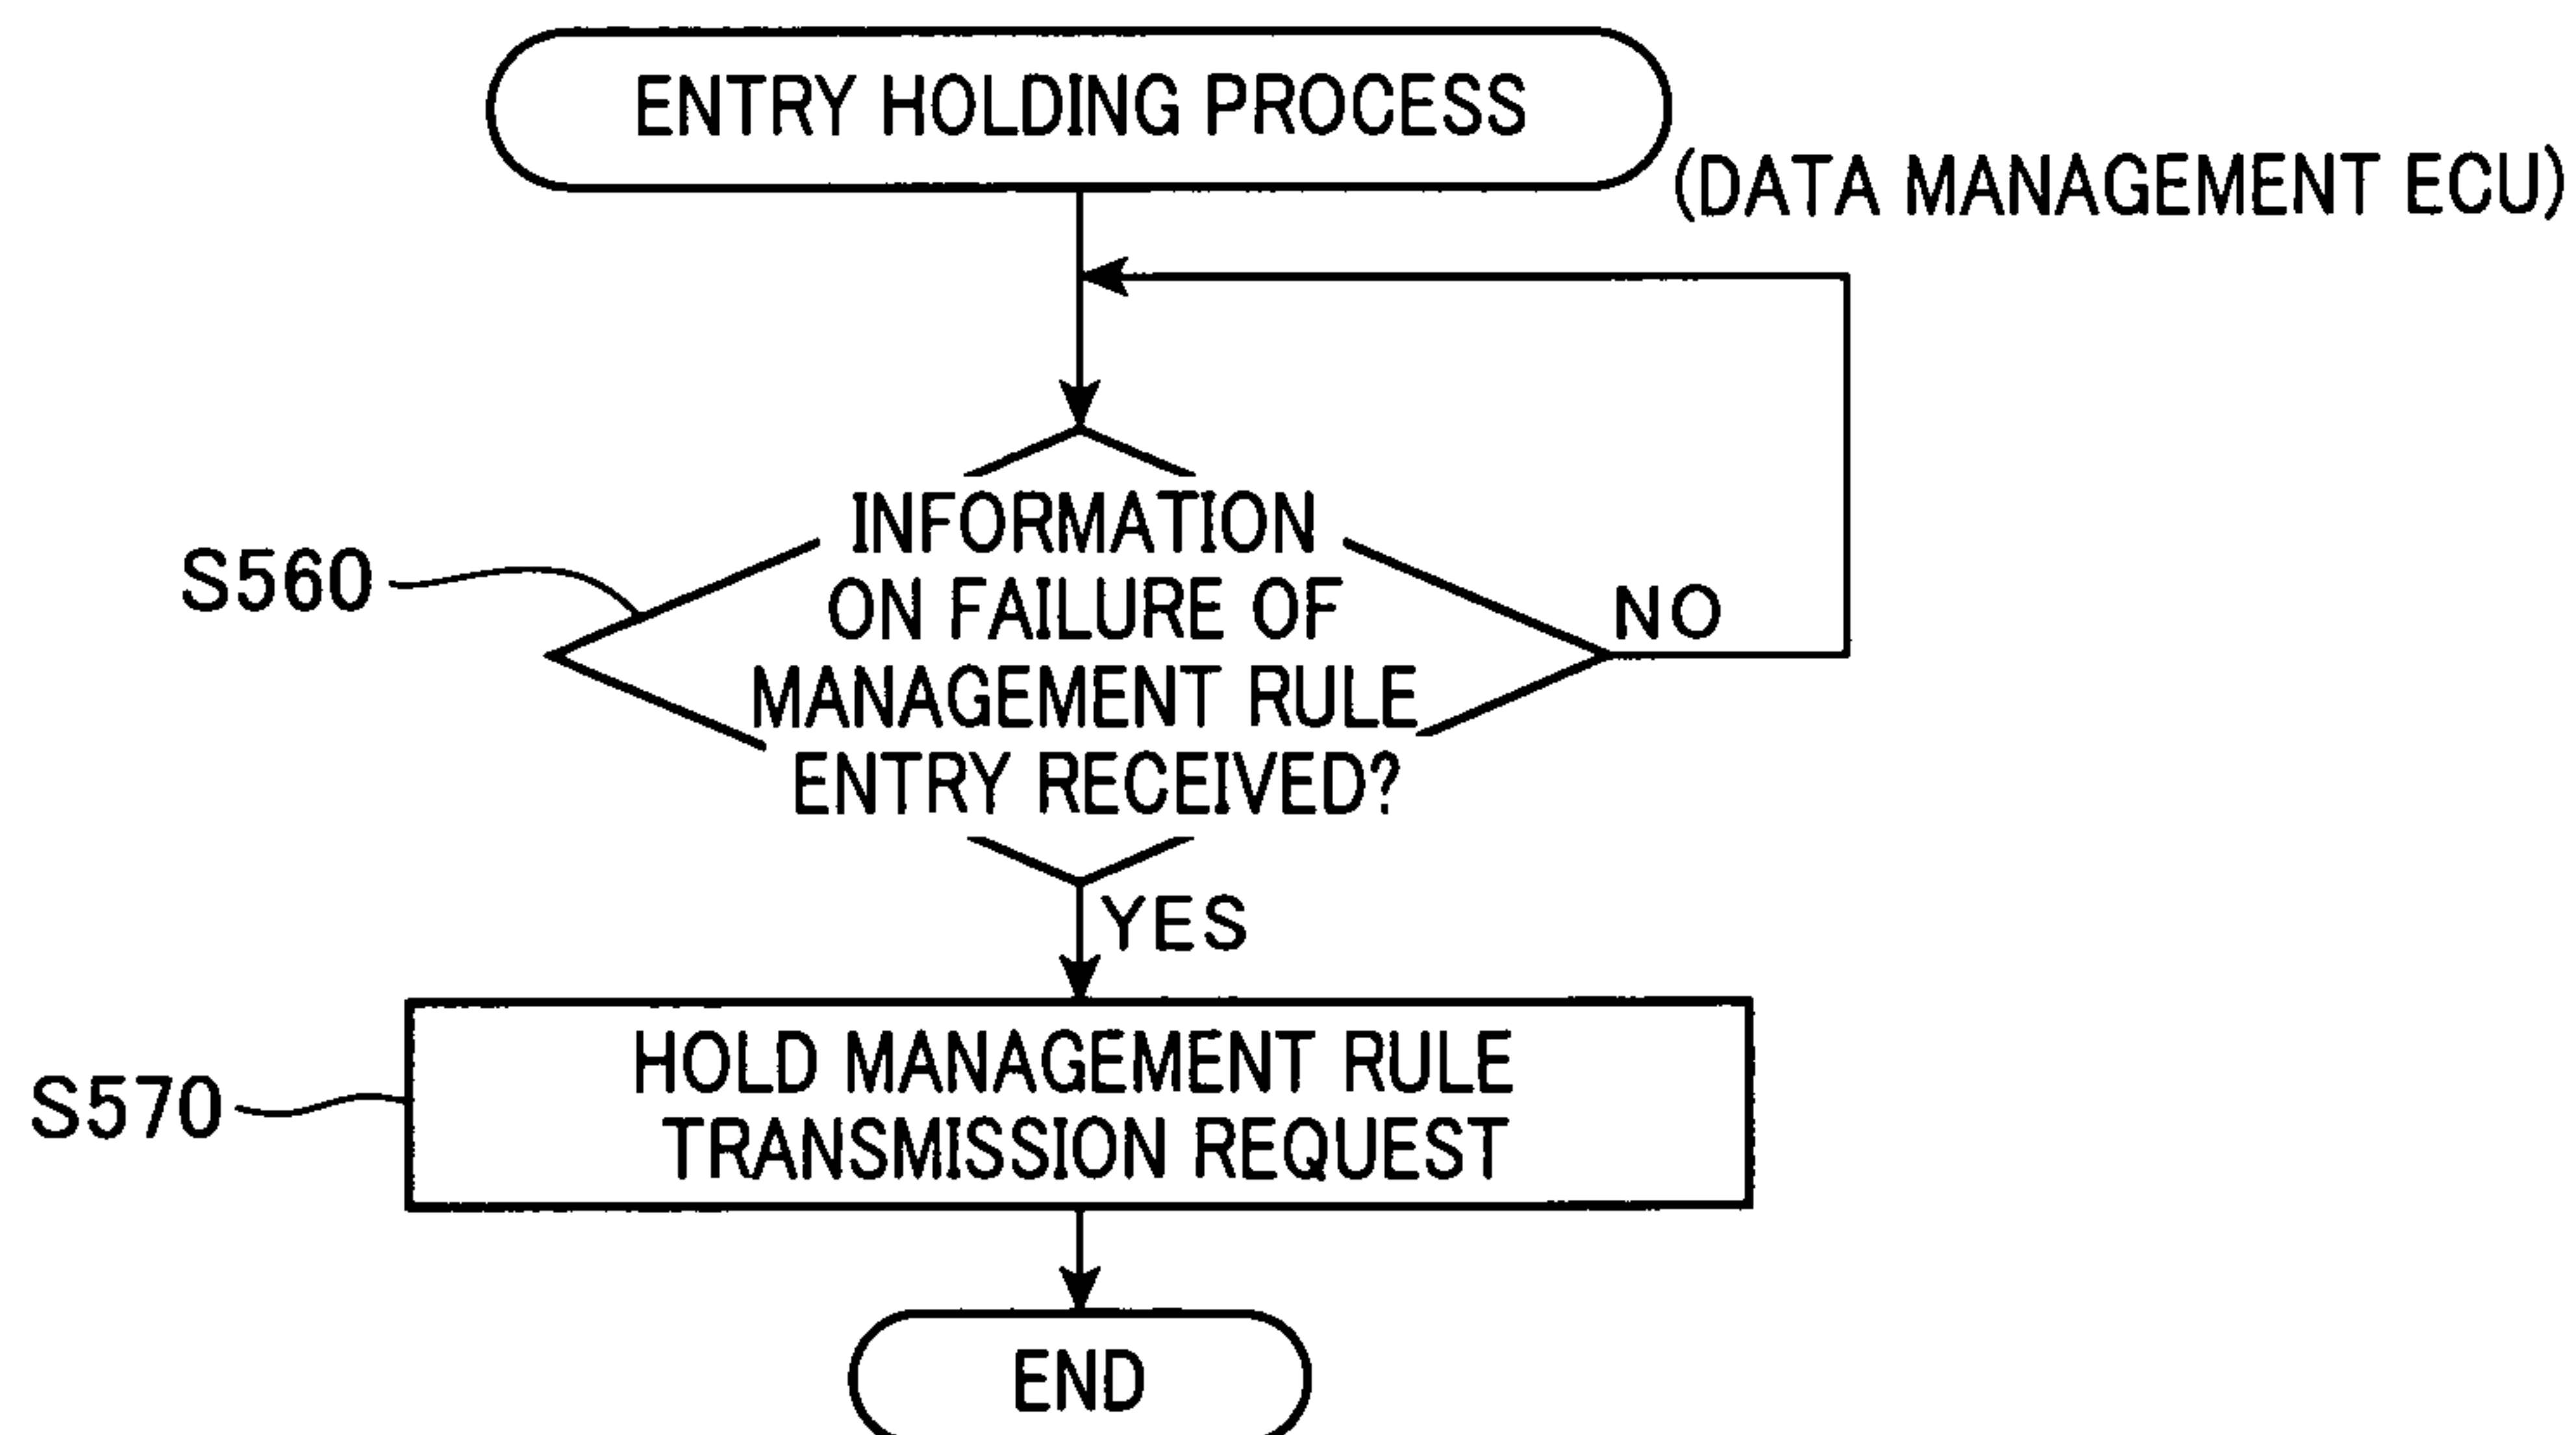 ENTRY HOLDING PROCESS
(DATA MANAGEMENT ECU)
S560
INFORMATION
ON FAILURE OF
MANAGEMENT RULE
ENTRY RECEIVED?
NO
YES
S570
HOLD MANAGEMENT RULE
TRANSMISSION REQUEST
END